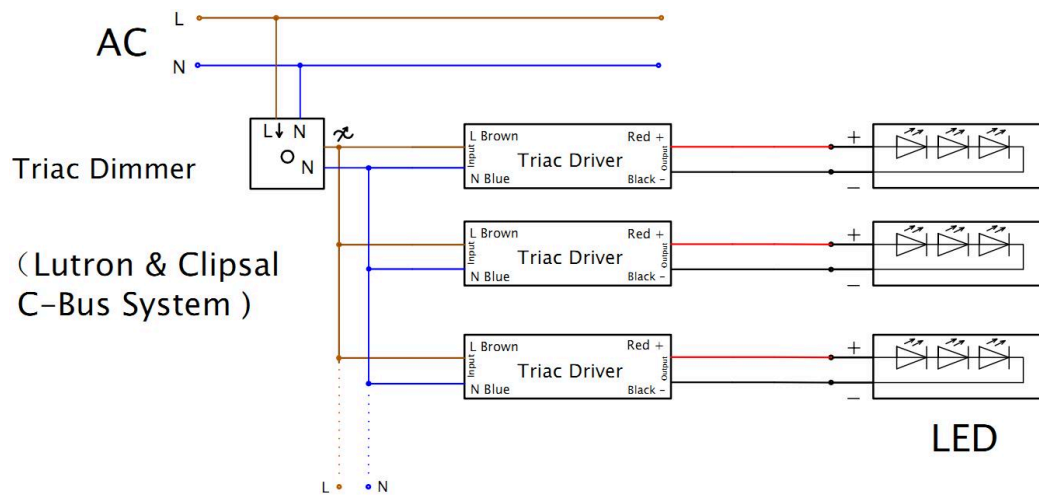 L
AC
N
L N
N
Triac Dimmer
（Lutron & Clipsal
C-Bus System )
L Brown
Red +
Input
Triac Driver
Output
N Blue
Black -
+
-
L Brown
Red +
Input
Triac Driver
Output
N Blue
Black -
+
-
L Brown
Red +
Input
Triac Driver
Output
N Blue
Black -
+
-
LED
L N